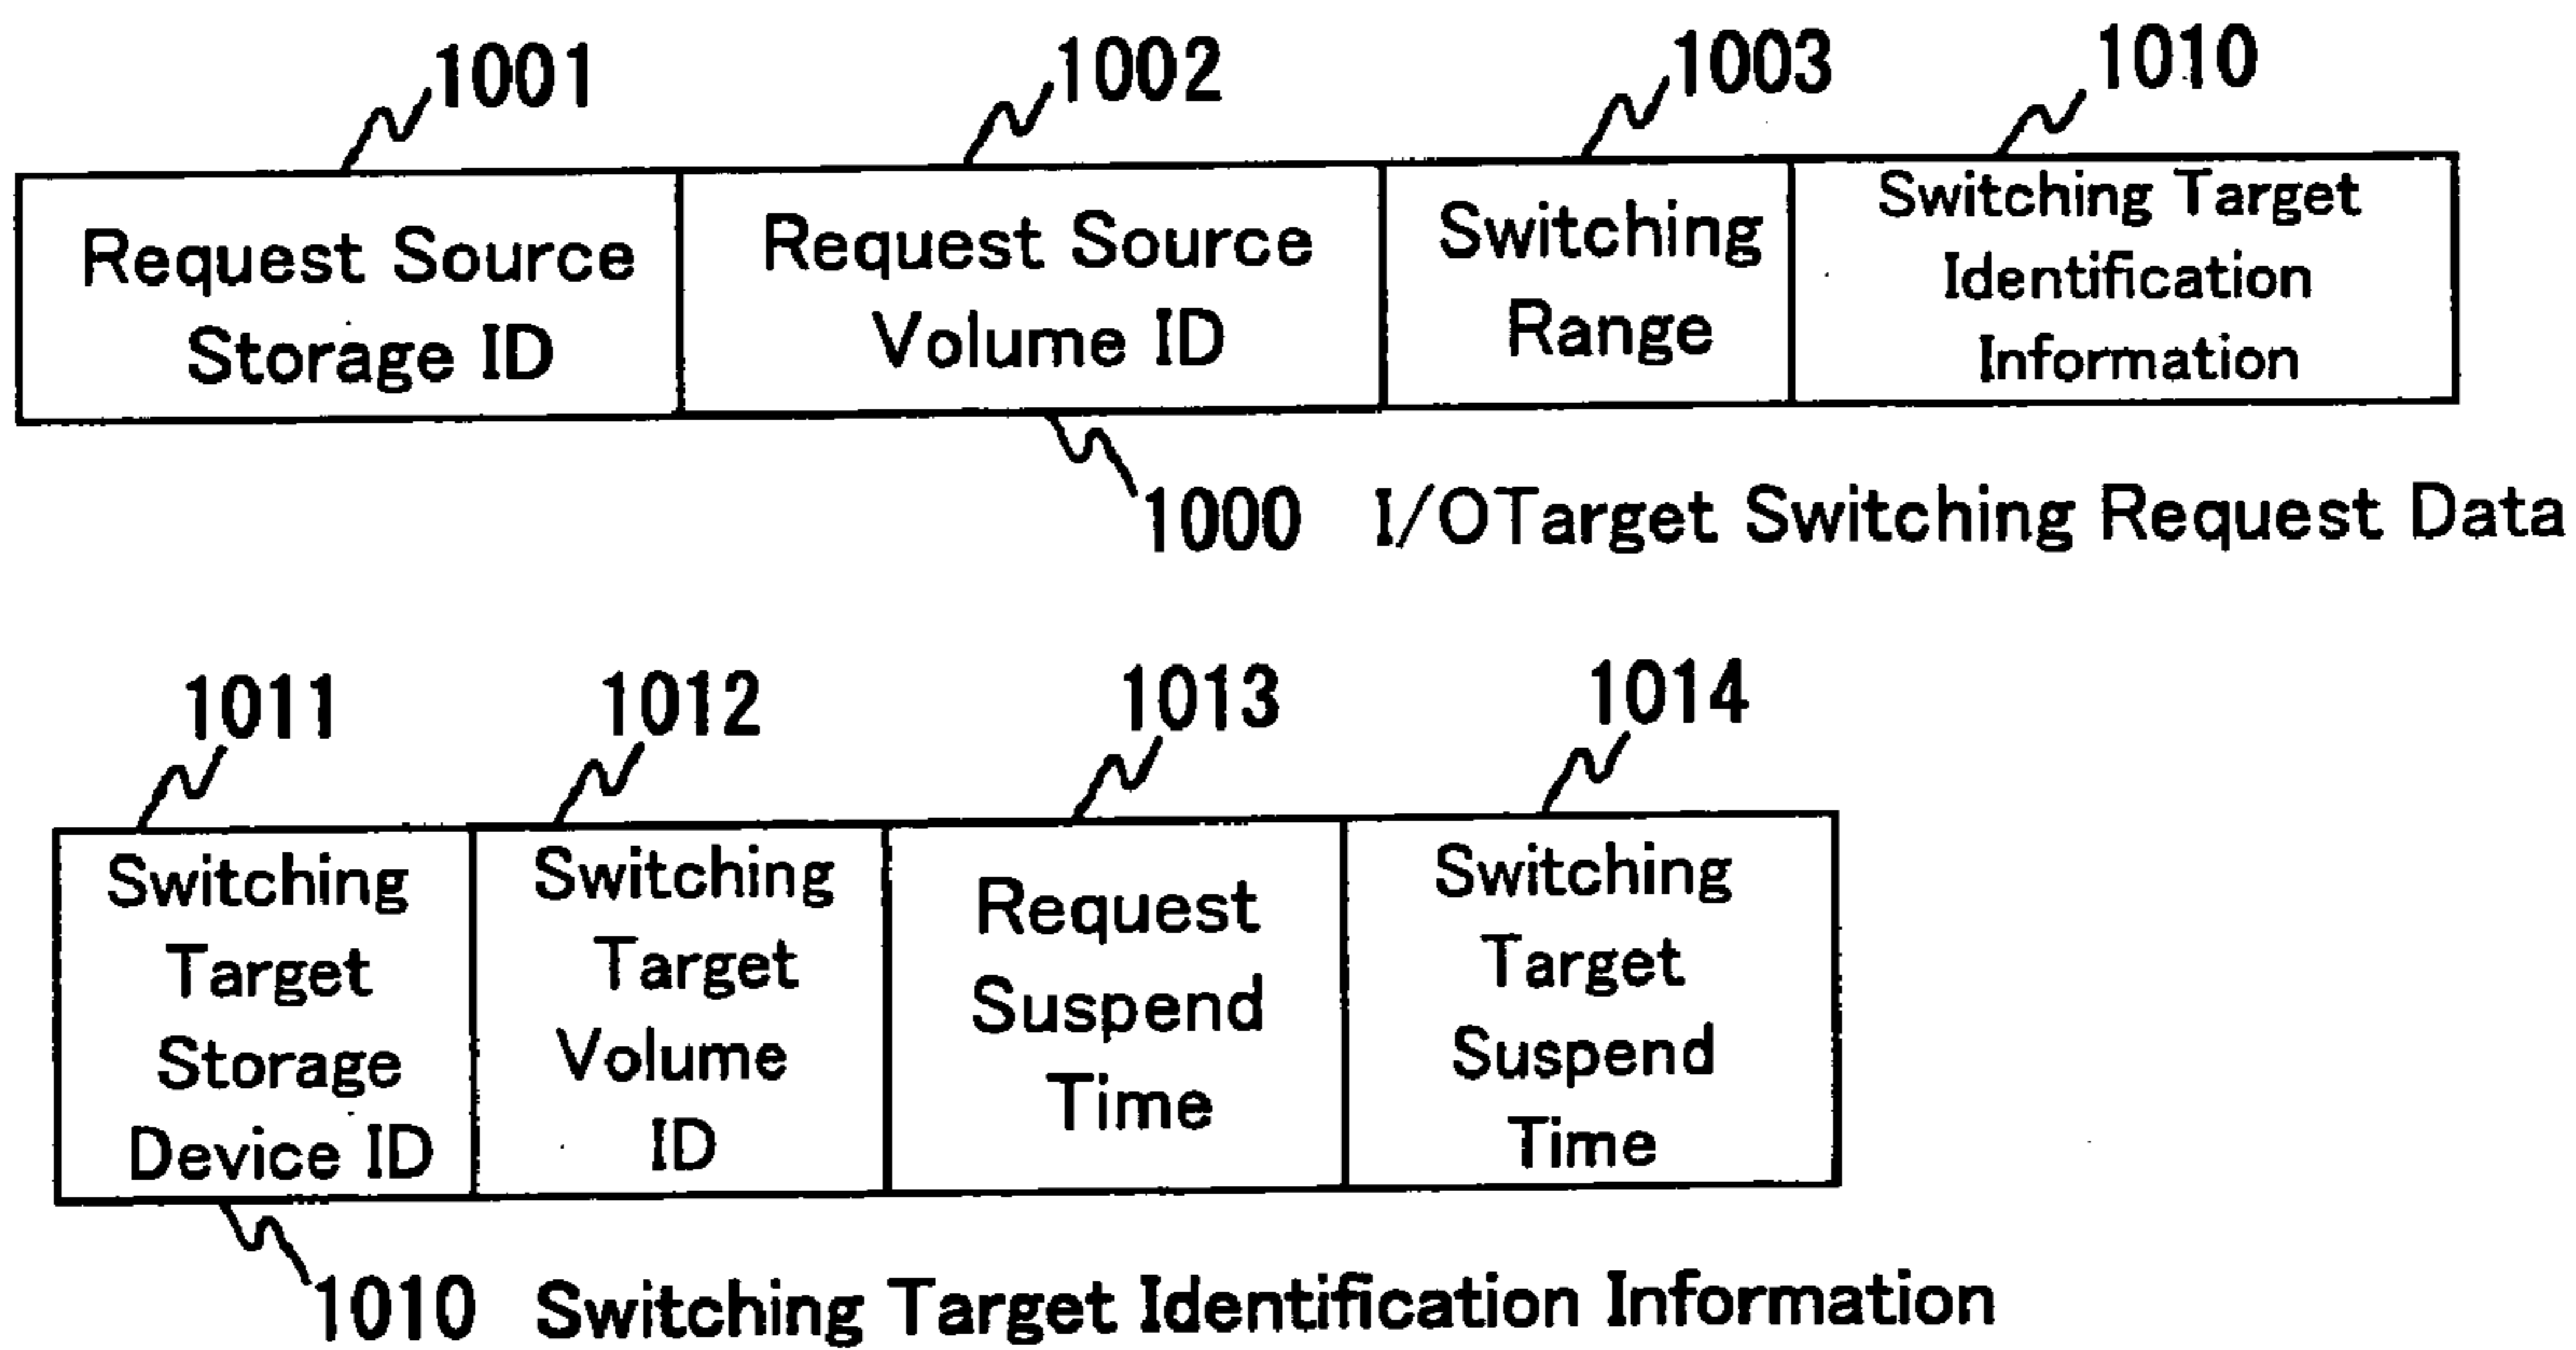 1001 1002 1003 1010
Request Source Request Source Switching Switching Target
Storage ID Volume ID Range Identification
Information
1000 I/OTarget Switching Request Data
1011 1012 1013 1014
Switching Switching Request Switching
Target Target Suspend Target
Storage Volume Time Suspend
Device ID ID Time
1010 Switching Target Identification Information